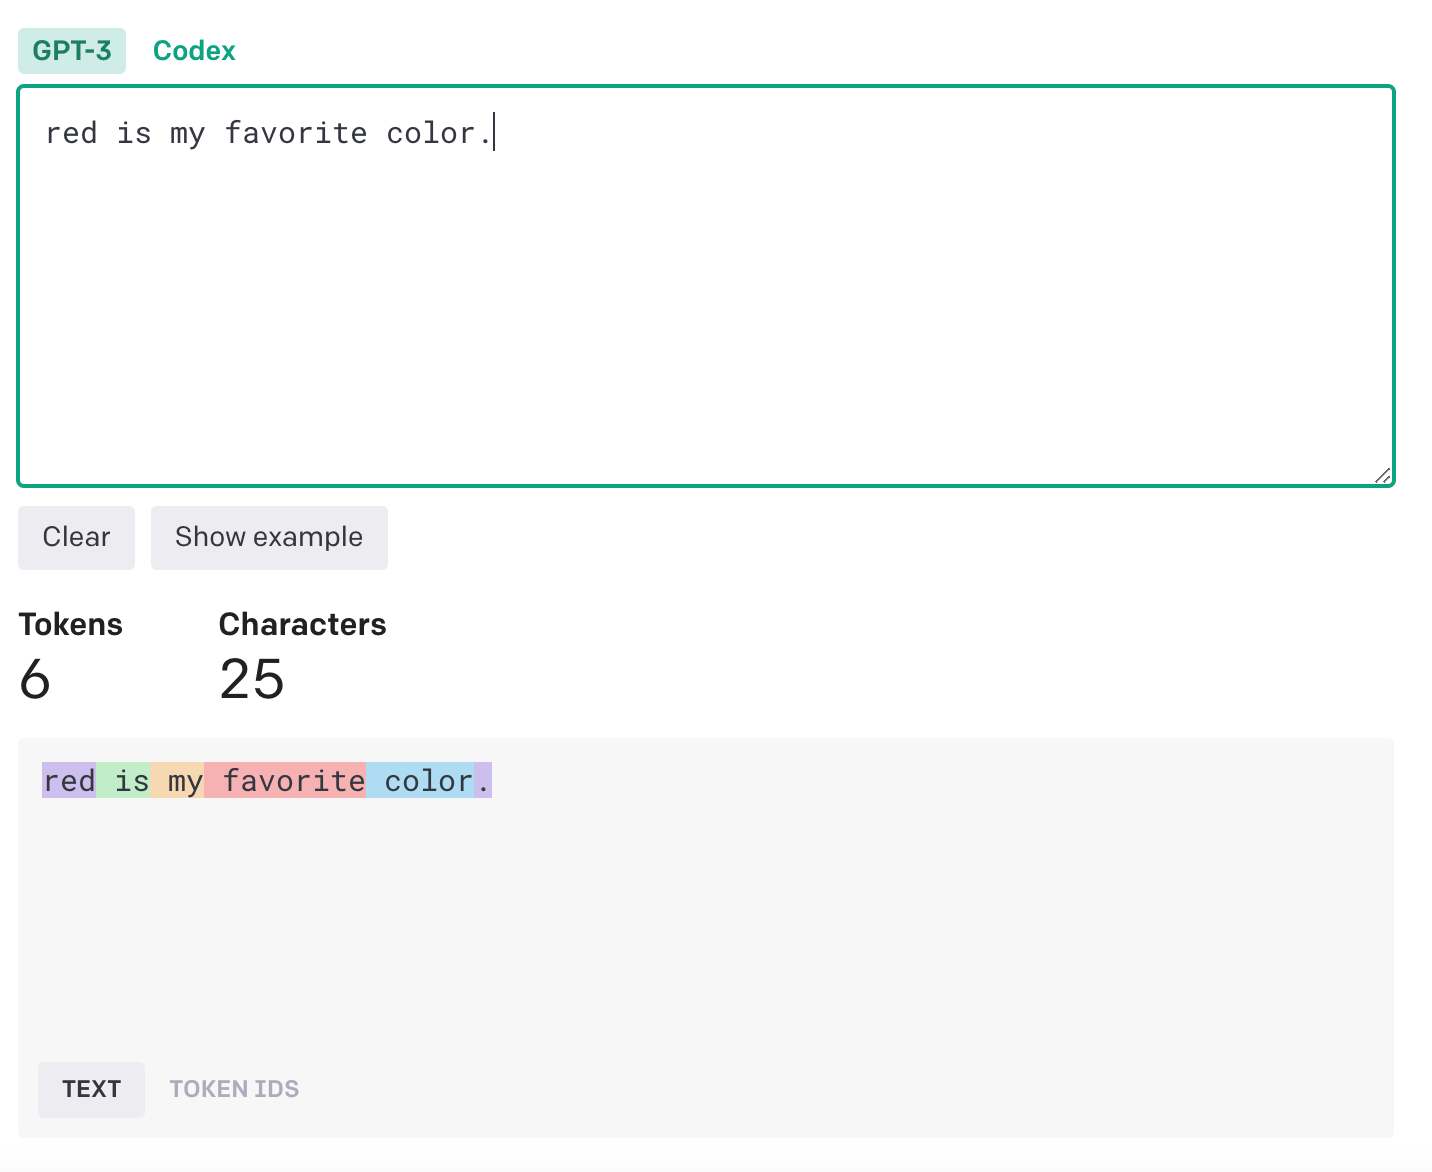 GPT-3 Codex
red is my favorite color.
Clear Show example
Tokens Characters
6 25
red is my favorite color.
TEXT TOKEN IDS